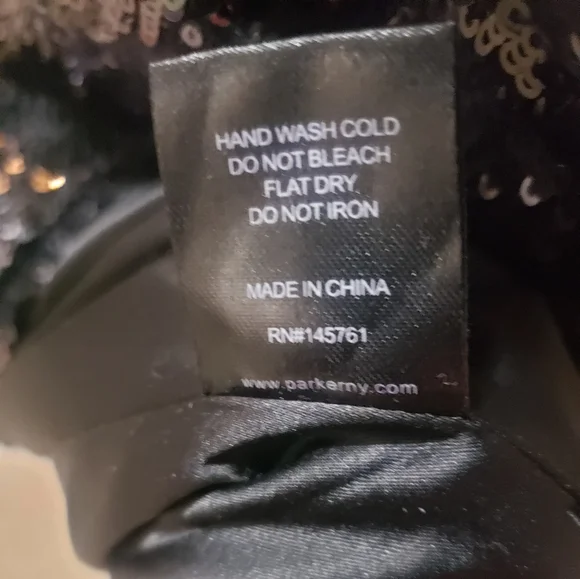 HAND WASH COLD
DO NOT BLEACH
FLAT DRY
DO NOT IRON
MADE IN CHINA
RN#145761
www.parkerny.com